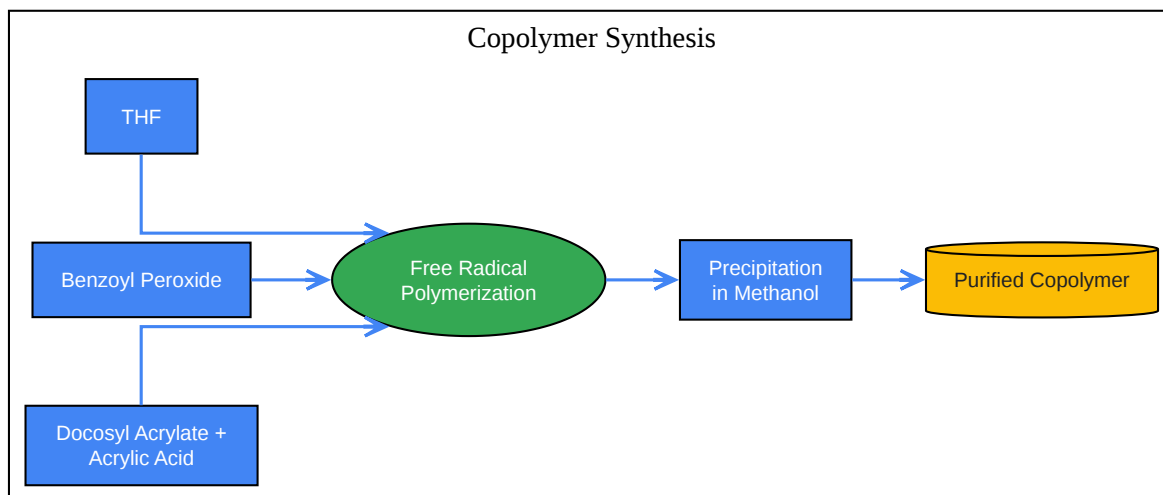 Copolymer Synthesis
THF
Benzoyl Peroxide
Docosyl Acrylate +
Acrylic Acid
Free Radical
Polymerization
Precipitation
in Methanol
Purified Copolymer